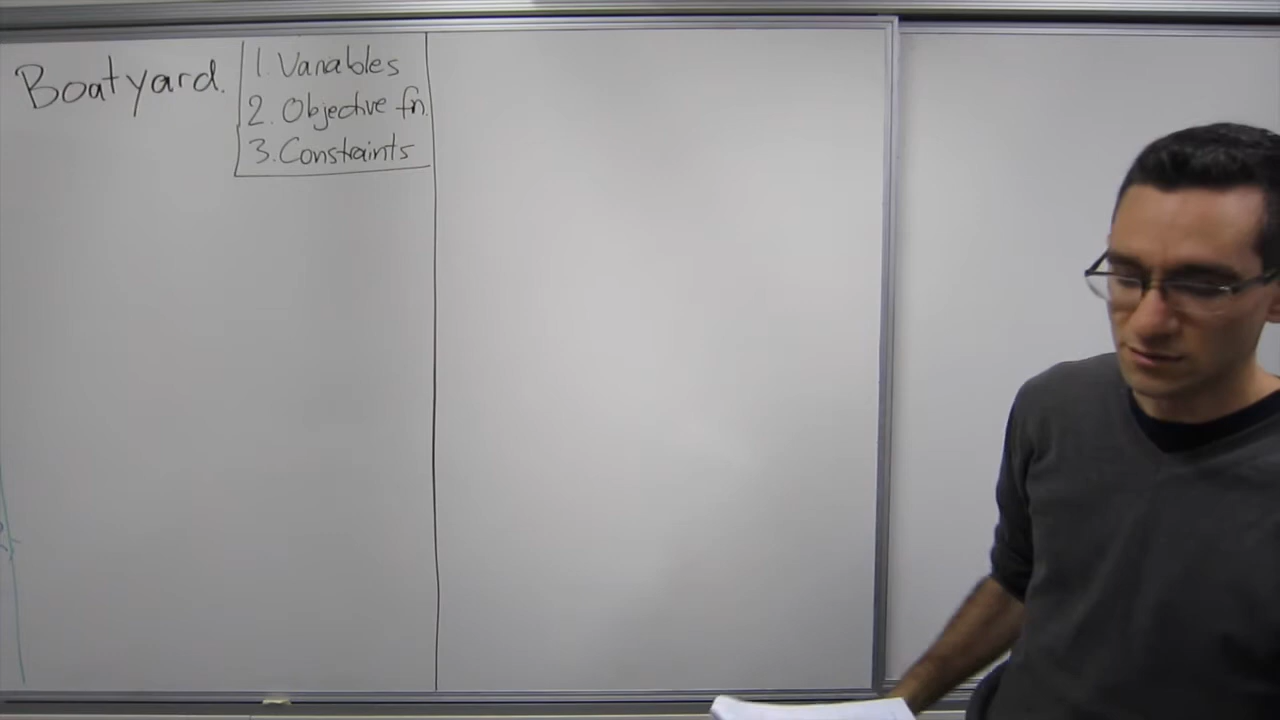 Boatyard.
1. Variables
2. Objective fn.
3. Constraints